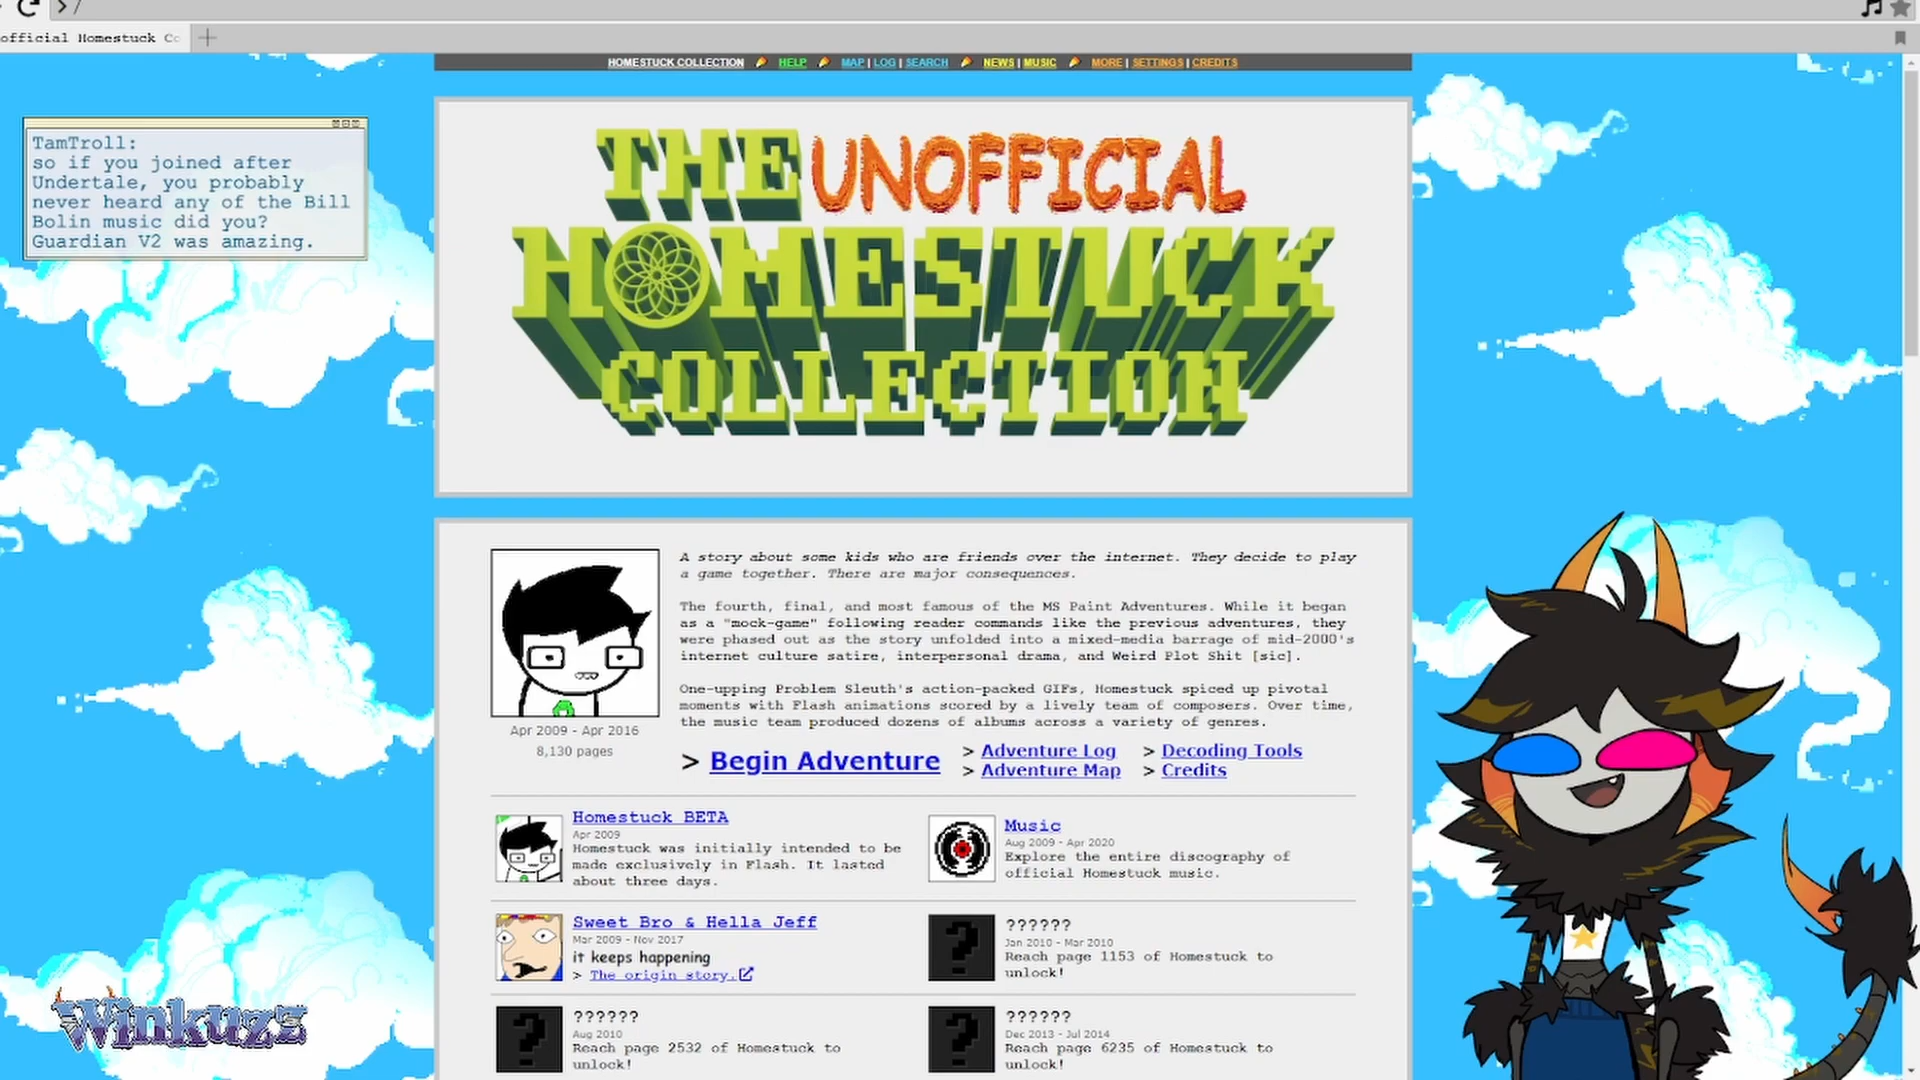 official Homestuck Co
HOMESTUCK COLLECTION HELP MAP | LOG | SEARCH NEWS | MUSIC MORE | SETTINGS | CREDITS
TamTroll:
so if you joined after
Undertale, you probably
never heard any of the Bill
Bolin music did you?
Guardian V2 was amazing.
THE UNOFFICIAL
HOMESTUCK
COLLECTION
A story about some kids who are friends over the internet. They decide to play
a game together. There are major consequences.
The fourth, final, and most famous of the MS Paint Adventures. While it began
as a "mock-game" following reader commands like the previous adventures, they
were phased out as the story unfolded into a mixed-media barrage of mid-2000's
internet culture satire, interpersonal drama, and Weird Plot Shit [sic].
One-upping Problem Sleuth's action-packed GIFs, Homestuck spiced up pivotal
moments with Flash animations scored by a lively team of composers. Over time,
the music team produced dozens of albums across a variety of genres.
Apr 2009 - Apr 2016
8,130 pages
> Begin Adventure
> Adventure Log
> Adventure Map
> Decoding Tools
> Credits
Homestuck BETA
Apr 2009
Homestuck was initially intended to be
made exclusively in Flash. It lasted
about three days.
Music
Aug 2009 - Apr 2020
Explore the entire discography of
official Homestuck music.
Sweet Bro & Hella Jeff
Mar 2009 - Nov 2017
it keeps happening
> The origin story.
??????
Jan 2010 - Mar 2010
Reach page 1153 of Homestuck to
unlock!
??????
Aug 2010
Reach page 2532 of Homestuck to
unlock!
??????
Dec 2013 - Jul 2014
Reach page 6235 of Homestuck to
unlock!
Winkuzz